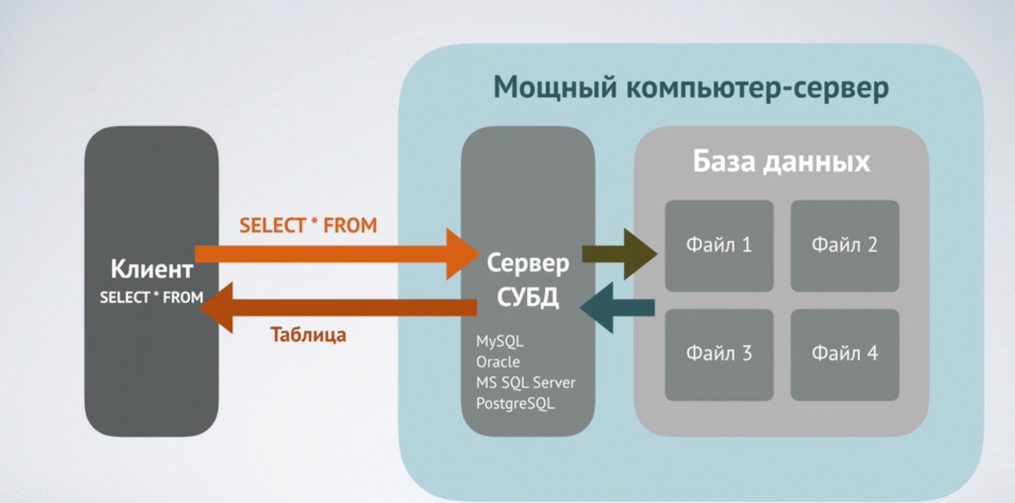 Мощный компьютер-сервер
База данных
SELECT * FROM
Клиент
SELECT * FROM
Таблица
Сервер
СУБД
MySQL
Oracle
MS SQL Server
PostgreSQL
Файл 1
Файл 2
Файл 3
Файл 4